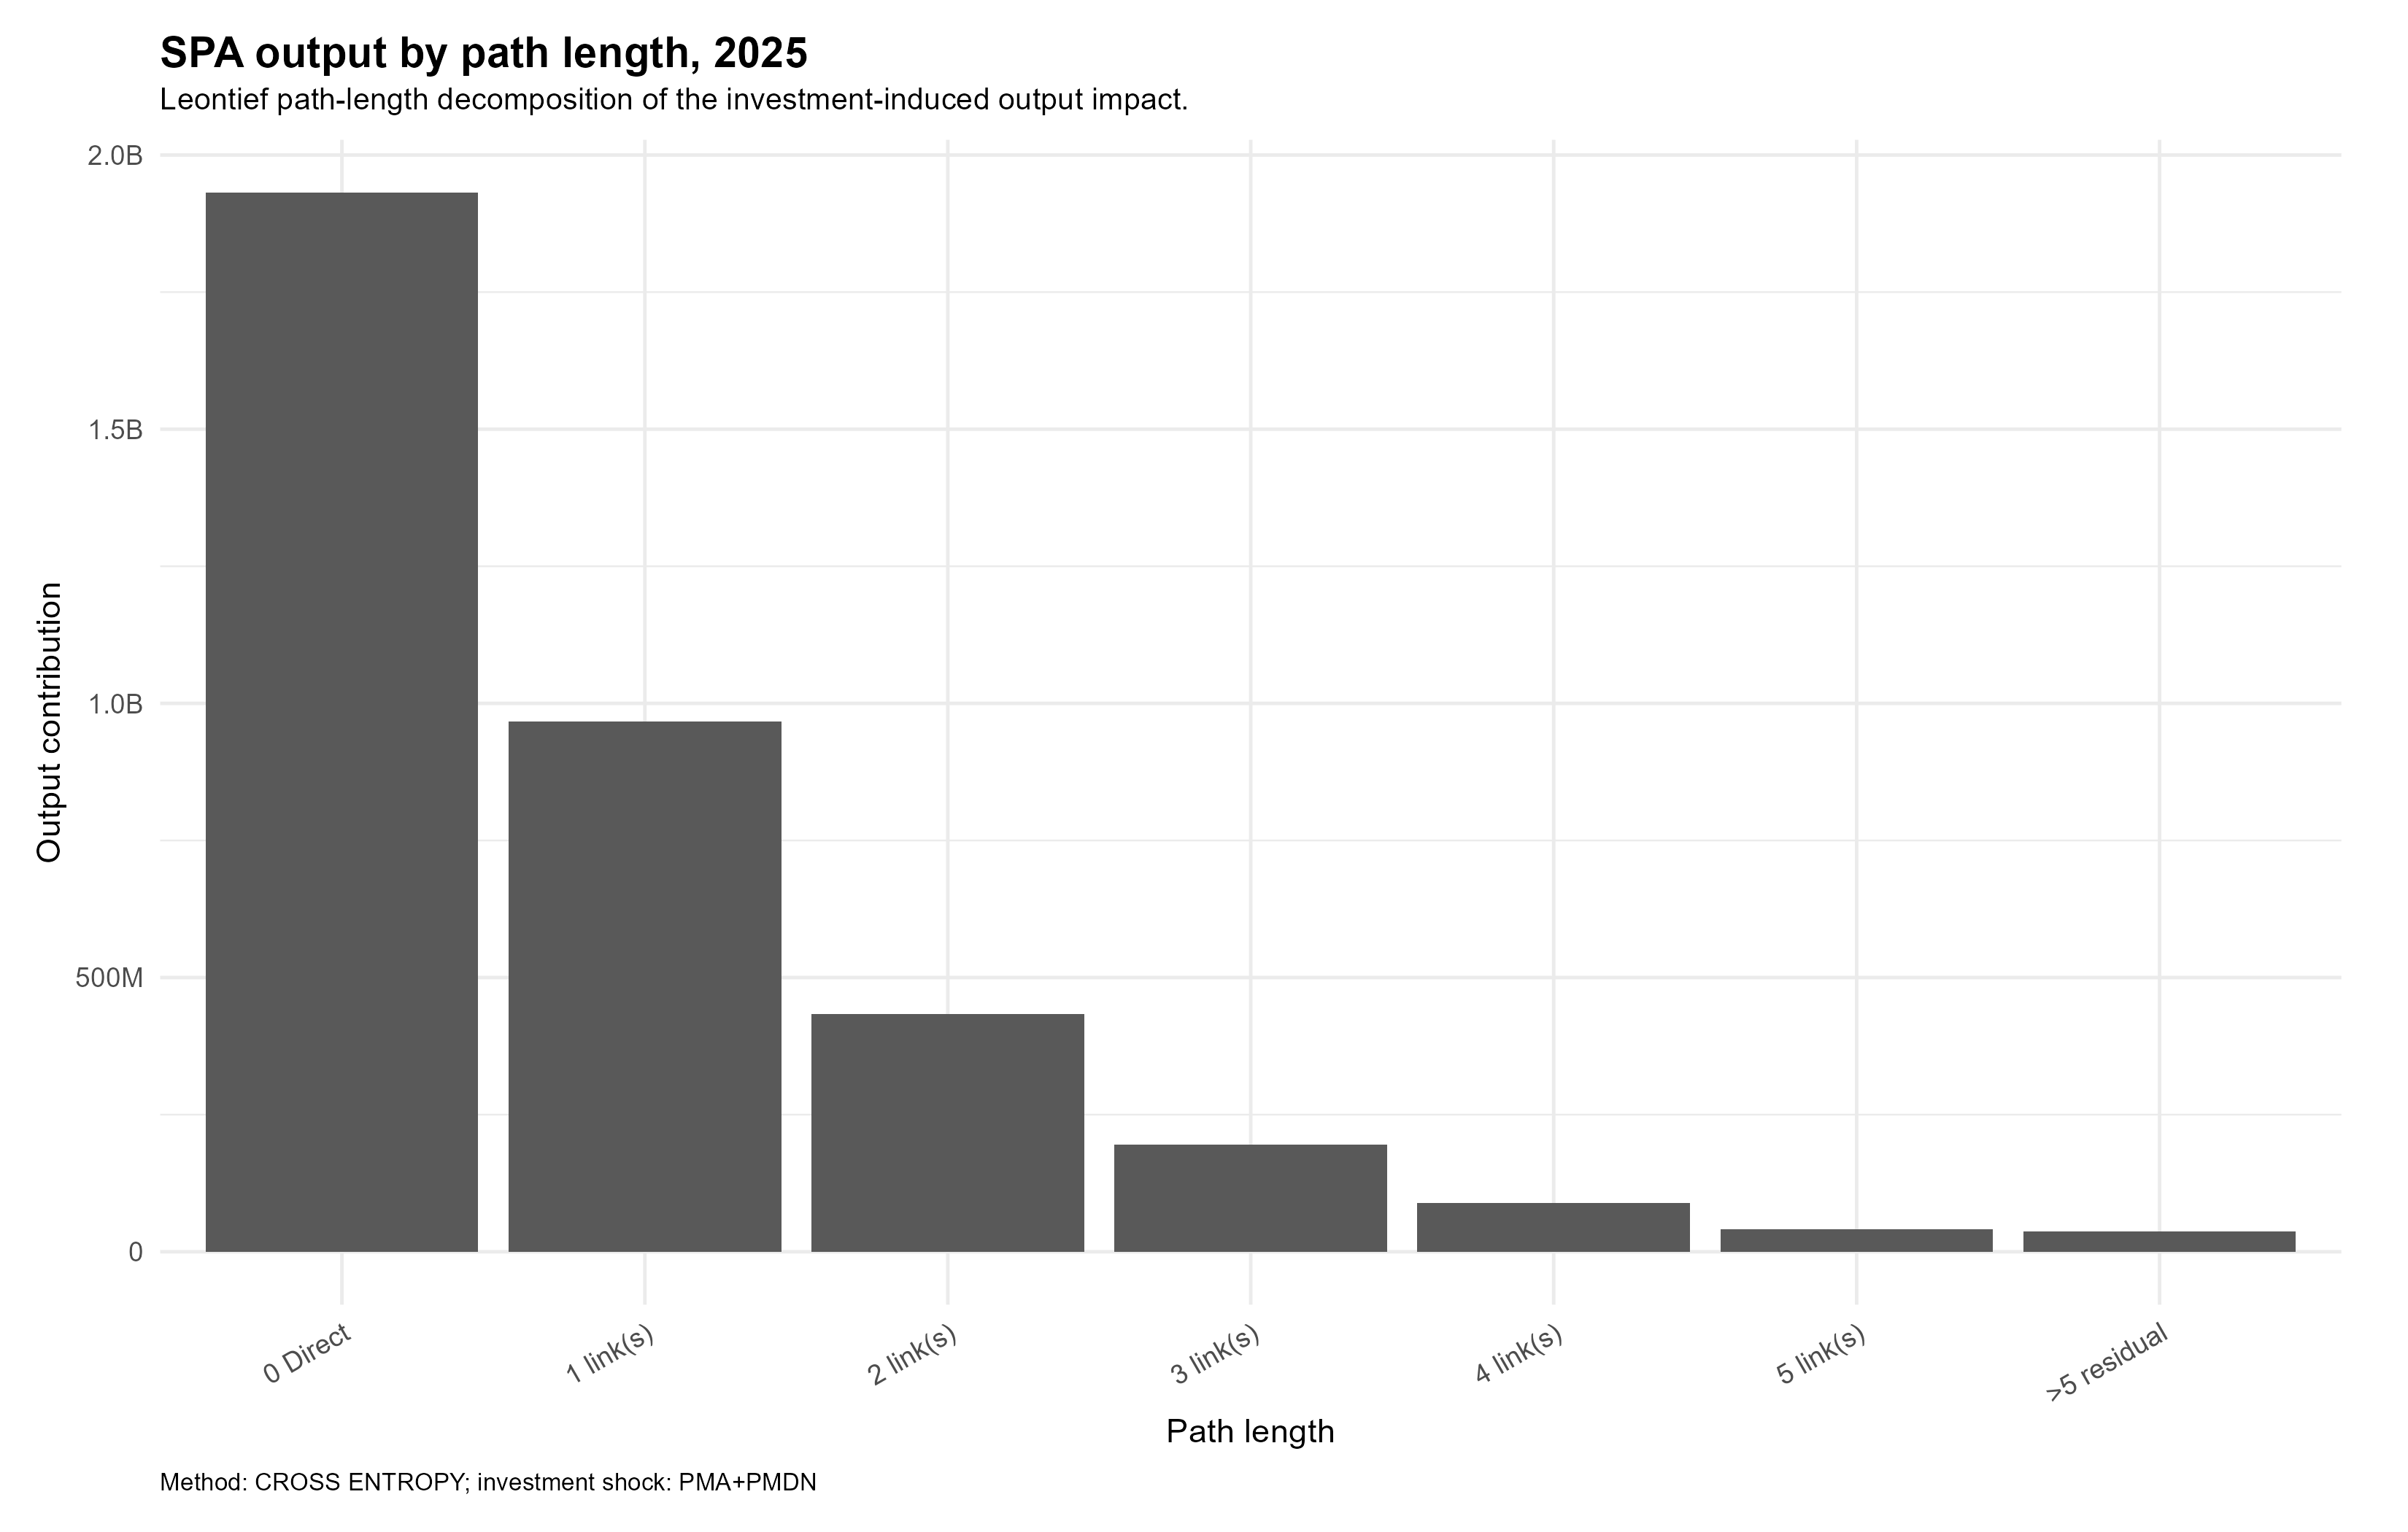 SPA output by path length, 2025
Leontief path-length decomposition of the investment-induced output impact.
Output contribution
2.0B
1.5B
1.0B
500M
0
0 Direct
1 link(s)
2 link(s)
3 link(s)
4 link(s)
5 link(s)
>5 residual
Path length
Method: CROSS ENTROPY; investment shock: PMA+PMDN